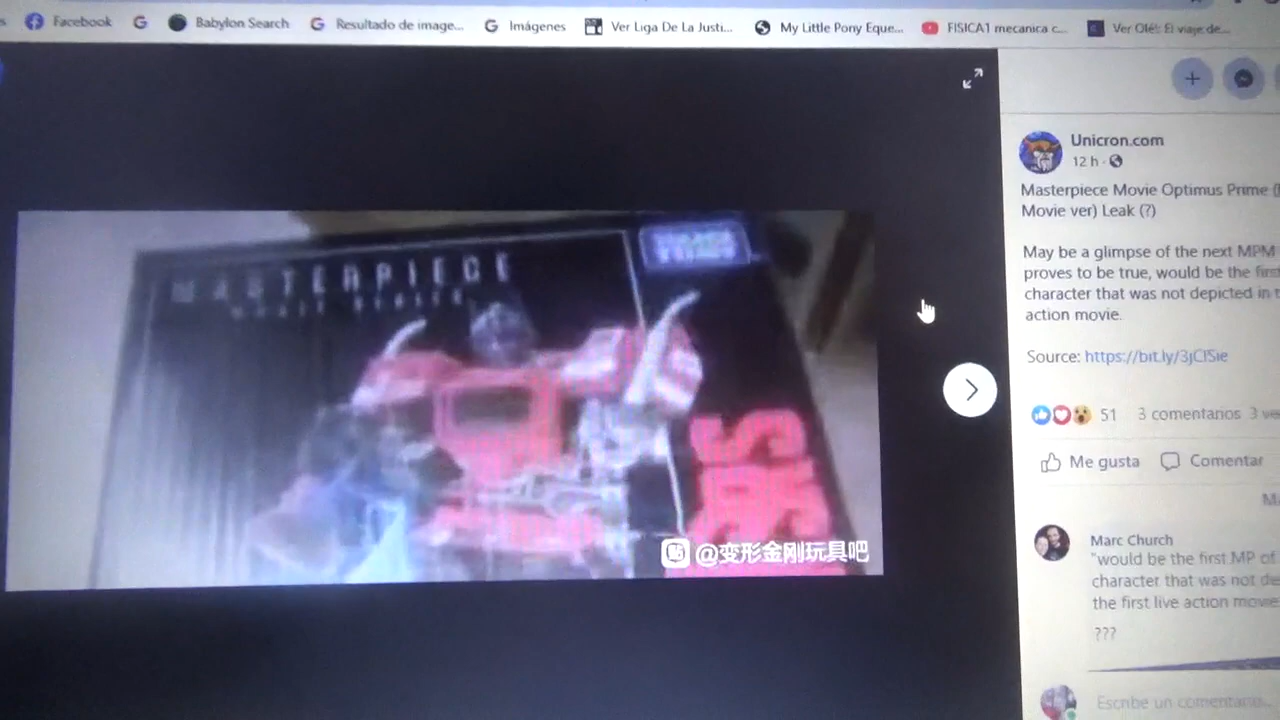 Facebook
Babylon Search
Resultado de image...
Imágenes
Ver Liga De La Justi...
My Little Pony Eque...
FISICA1 mecanica c...
Ver Olé!: El viaje de...
MASTERPIECE
MOVIE SERIES
@变形金刚玩具吧
Unicron.com
12 h
Masterpiece Movie Optimus Prime (
Movie ver) Leak (?)
May be a glimpse of the next MPM
proves to be true, would be the first
character that was not depicted in t
action movie.
Source: https://bit.ly/3jClSie
51 3 comentarios 3 ve
Me gusta Comentar
Marc Church
"would be the first MP of
character that was not de
the first live action movie
???
Escribe un comentario...